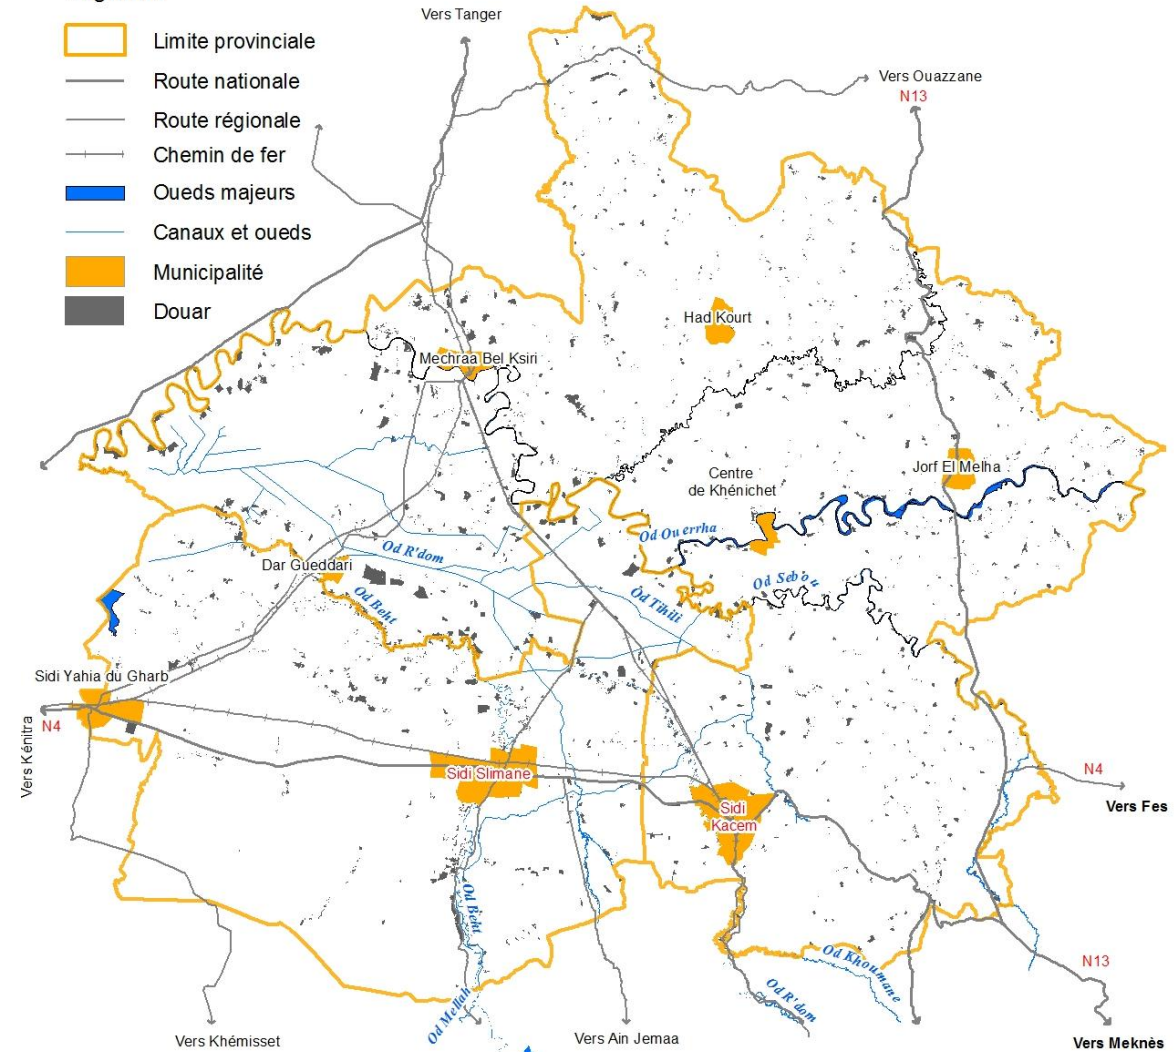 Vers Tanger
Limite provinciale
Route nationale
Route régionale
Chemin de fer
Oueds majeurs
Canaux et oueds
Municipalité
Douar
Vers Ouazzane
N13
Had Kourt
Mechraa Bel Ksiri
Jorf El Melha
Centre
de Khénichet
Od Ouerrha
Od R'dom
Dar Gueddari
Od Beht
Od Sebou
Od Tihili
Sidi Yahia du Gharb
N4
Vers Kénitra
Sidi Slimane
Sidi
Kacem
N4
Vers Fes
Od Beht
Od Khoumane
N13
Od R'dom
Od Mellah
Vers Khémisset
Vers Ain Jemaa
Vers Meknès